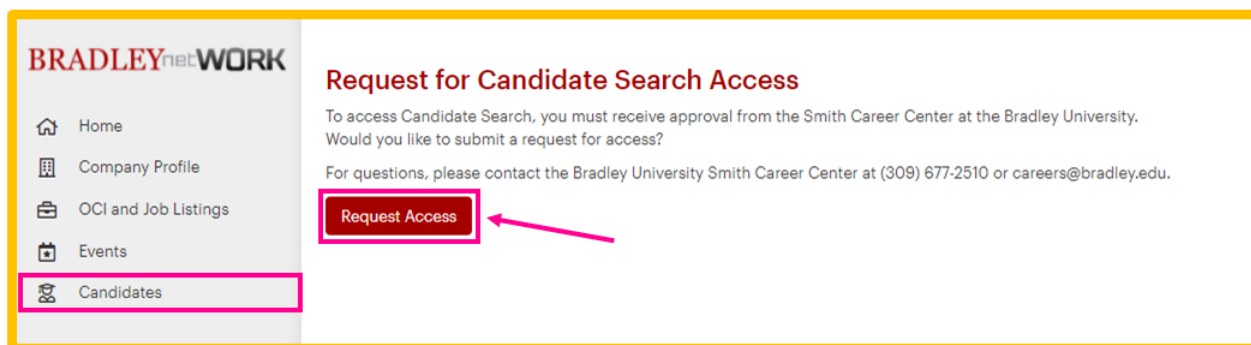 BRADLEYnetWORK
Home
Company Profile
OCI and Job Listings
Events
Candidates
Request for Candidate Search Access
To access Candidate Search, you must receive approval from the Smith Career Center at the Bradley University.
Would you like to submit a request for access?
For questions, please contact the Bradley University Smith Career Center at (309) 677-2510 or careers@bradley.edu.
Request Access